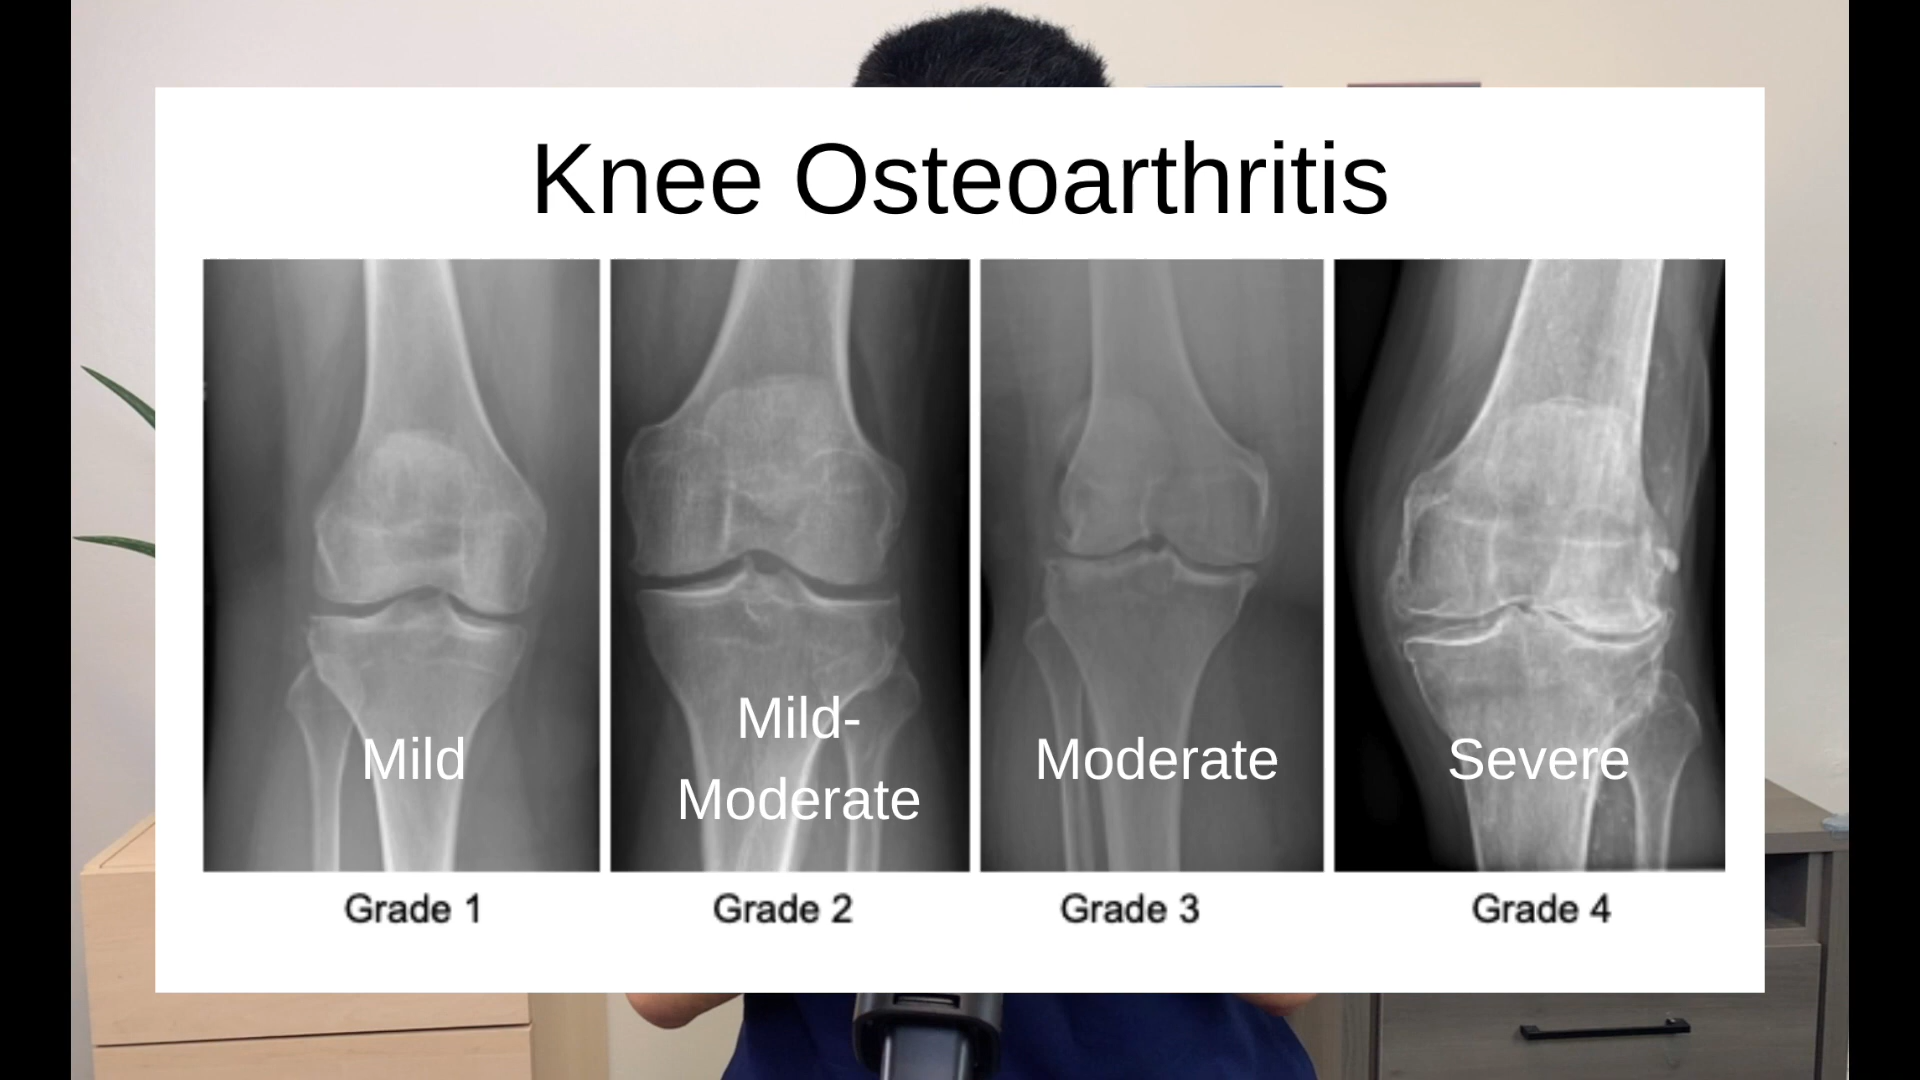 Knee Osteoarthritis
Mild
Mild-
Moderate
Moderate
Severe
Grade 1
Grade 2
Grade 3
Grade 4